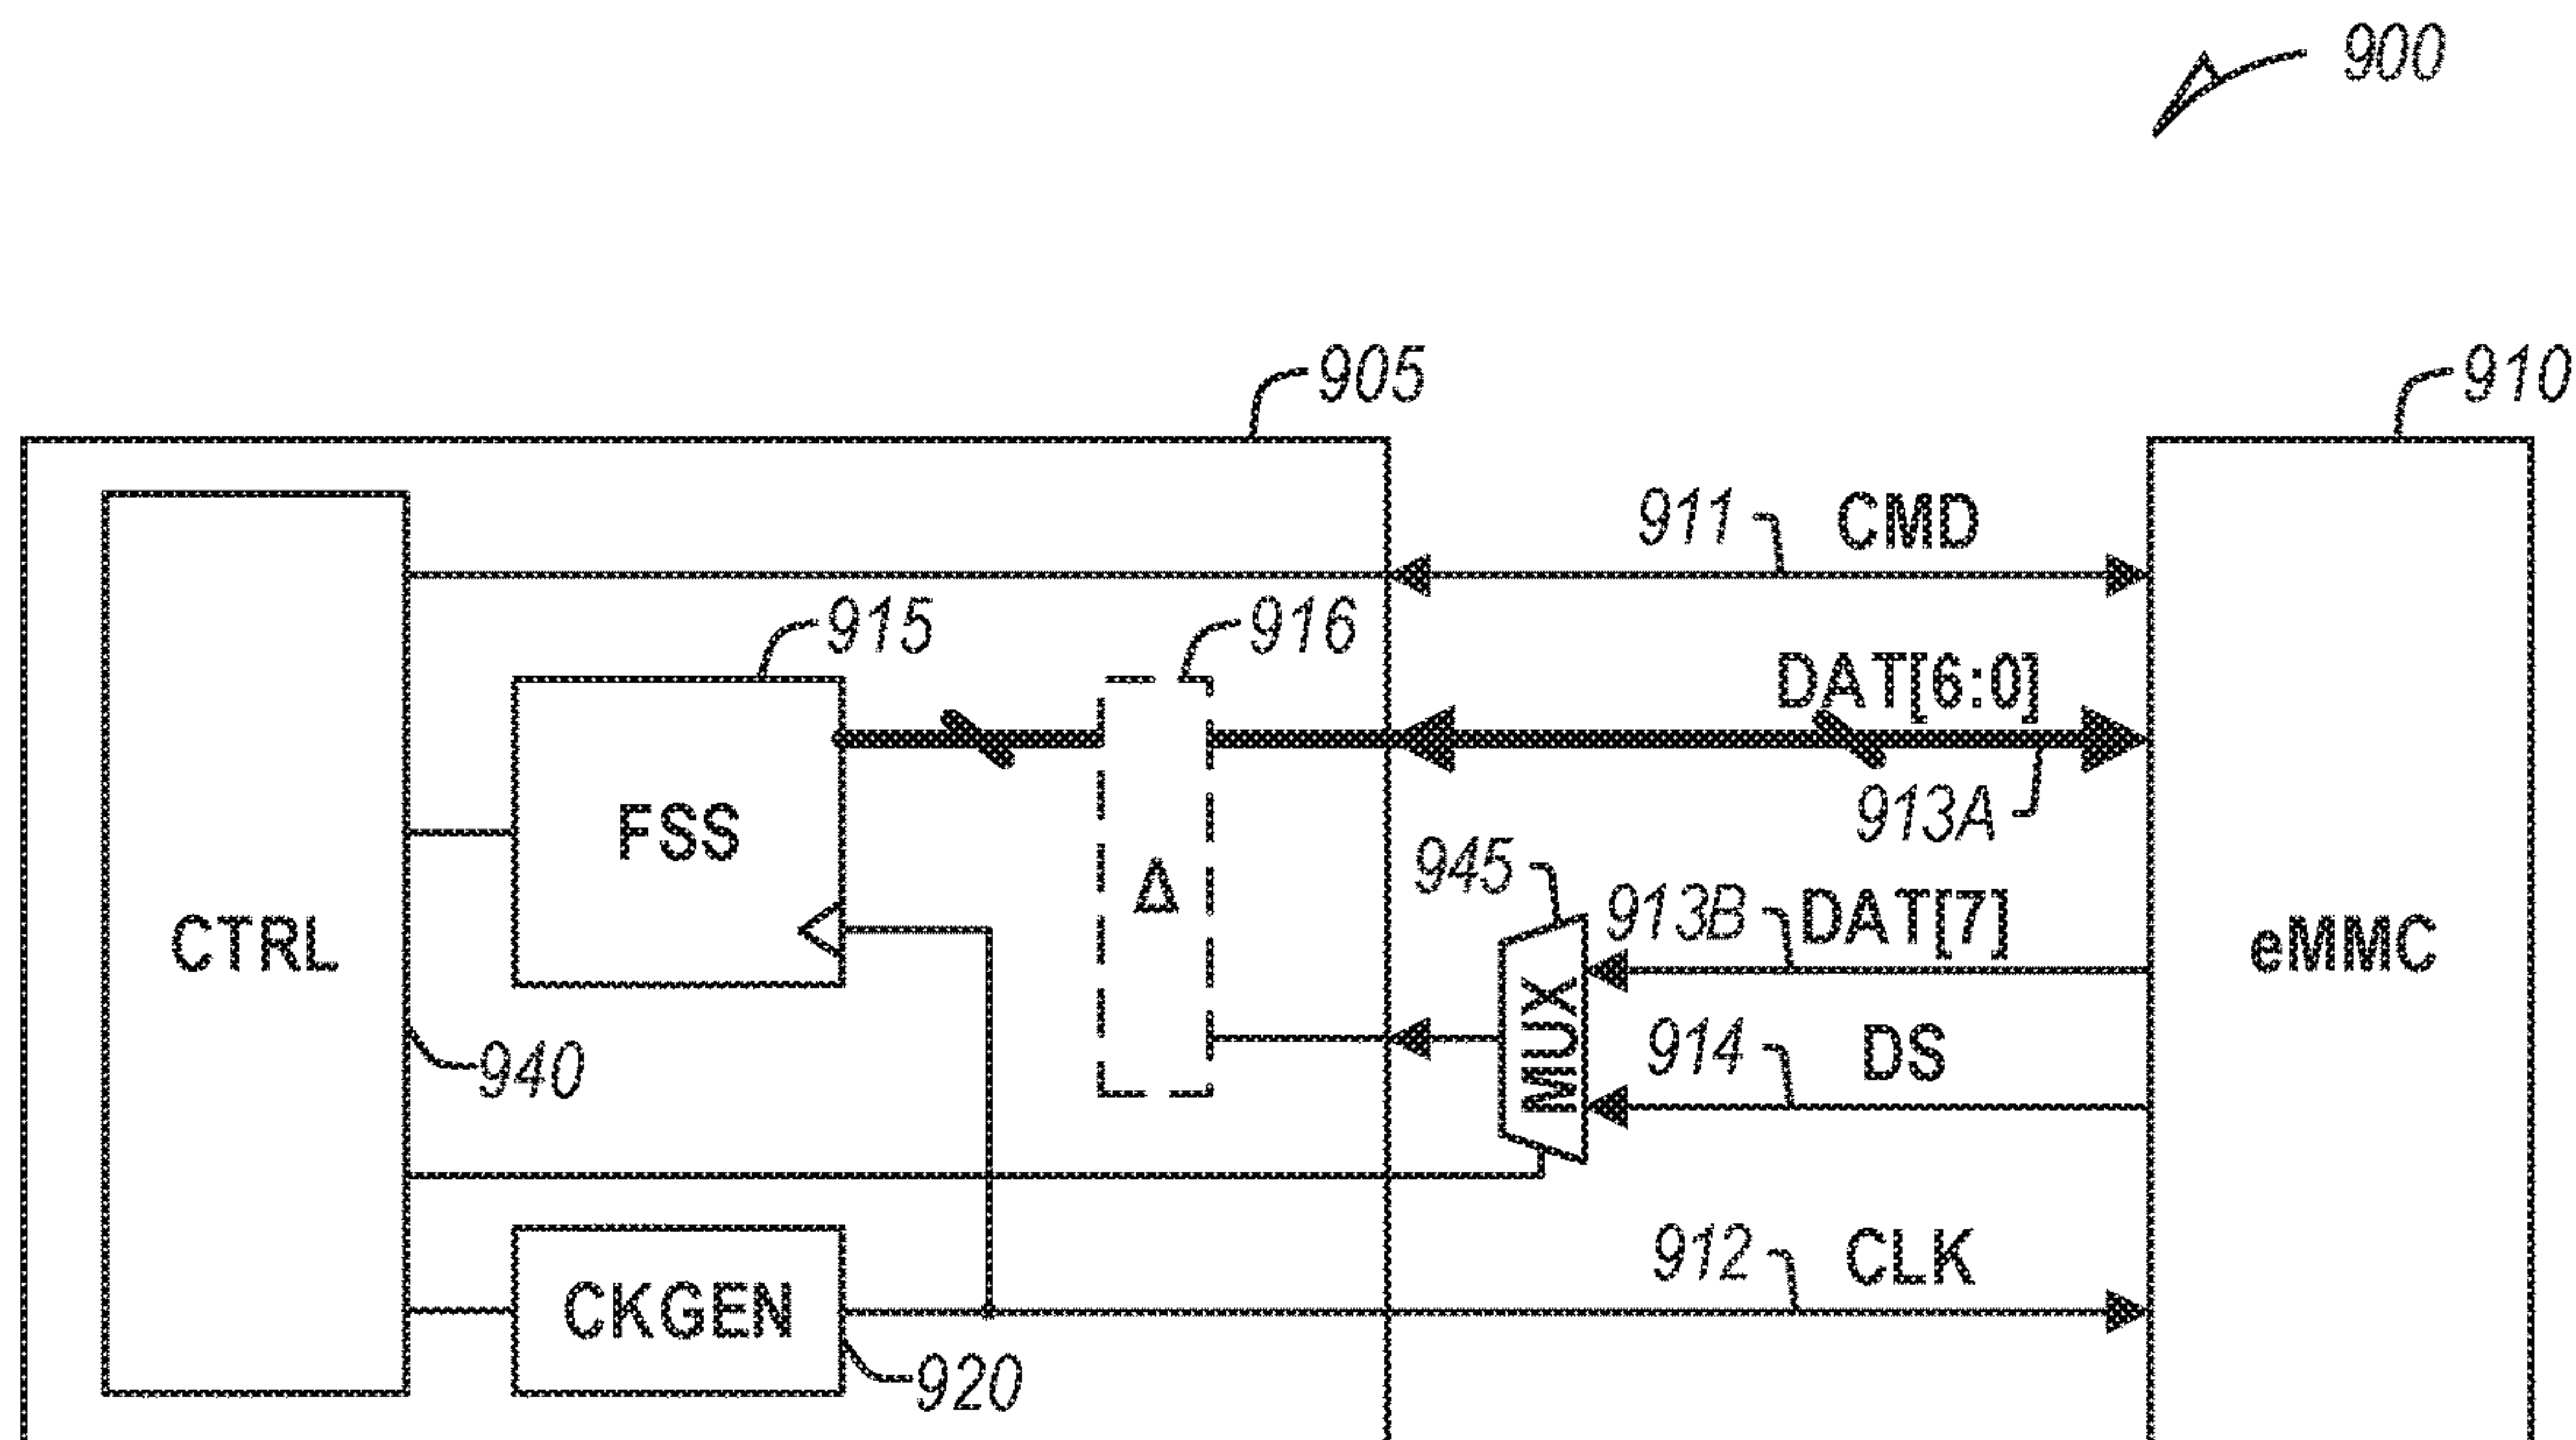 900
905
910
911 CMD
915
916
DAT[6:0]
FSS
913A
945
Δ
913B DAT[7]
CTRL
eMMC
MUX
914 DS
940
912 CLK
CKGEN
920